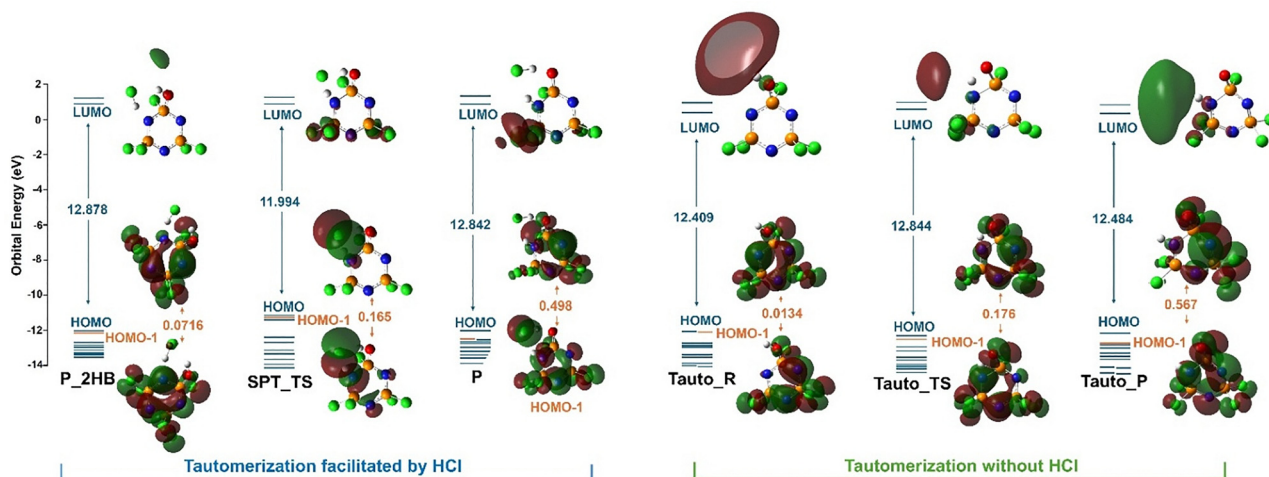 Orbital Energy (eV)
2
0
-2
-4
-6
-8
-10
-12
-14
LUMO
12.878
HOMO
HOMO-1
0.0716
P_2HB
LUMO
11.994
HOMO
HOMO-1
0.165
SPT_TS
LUMO
12.842
HOMO
0.498
P
HOMO-1
LUMO
12.409
HOMO
HOMO-1
0.0134
Tauto_R
LUMO
12.844
HOMO
HOMO-1
0.176
Tauto_TS
LUMO
12.484
HOMO
HOMO-1
0.567
Tauto_P
Tautomerization facilitated by HCl
Tautomerization without HCl